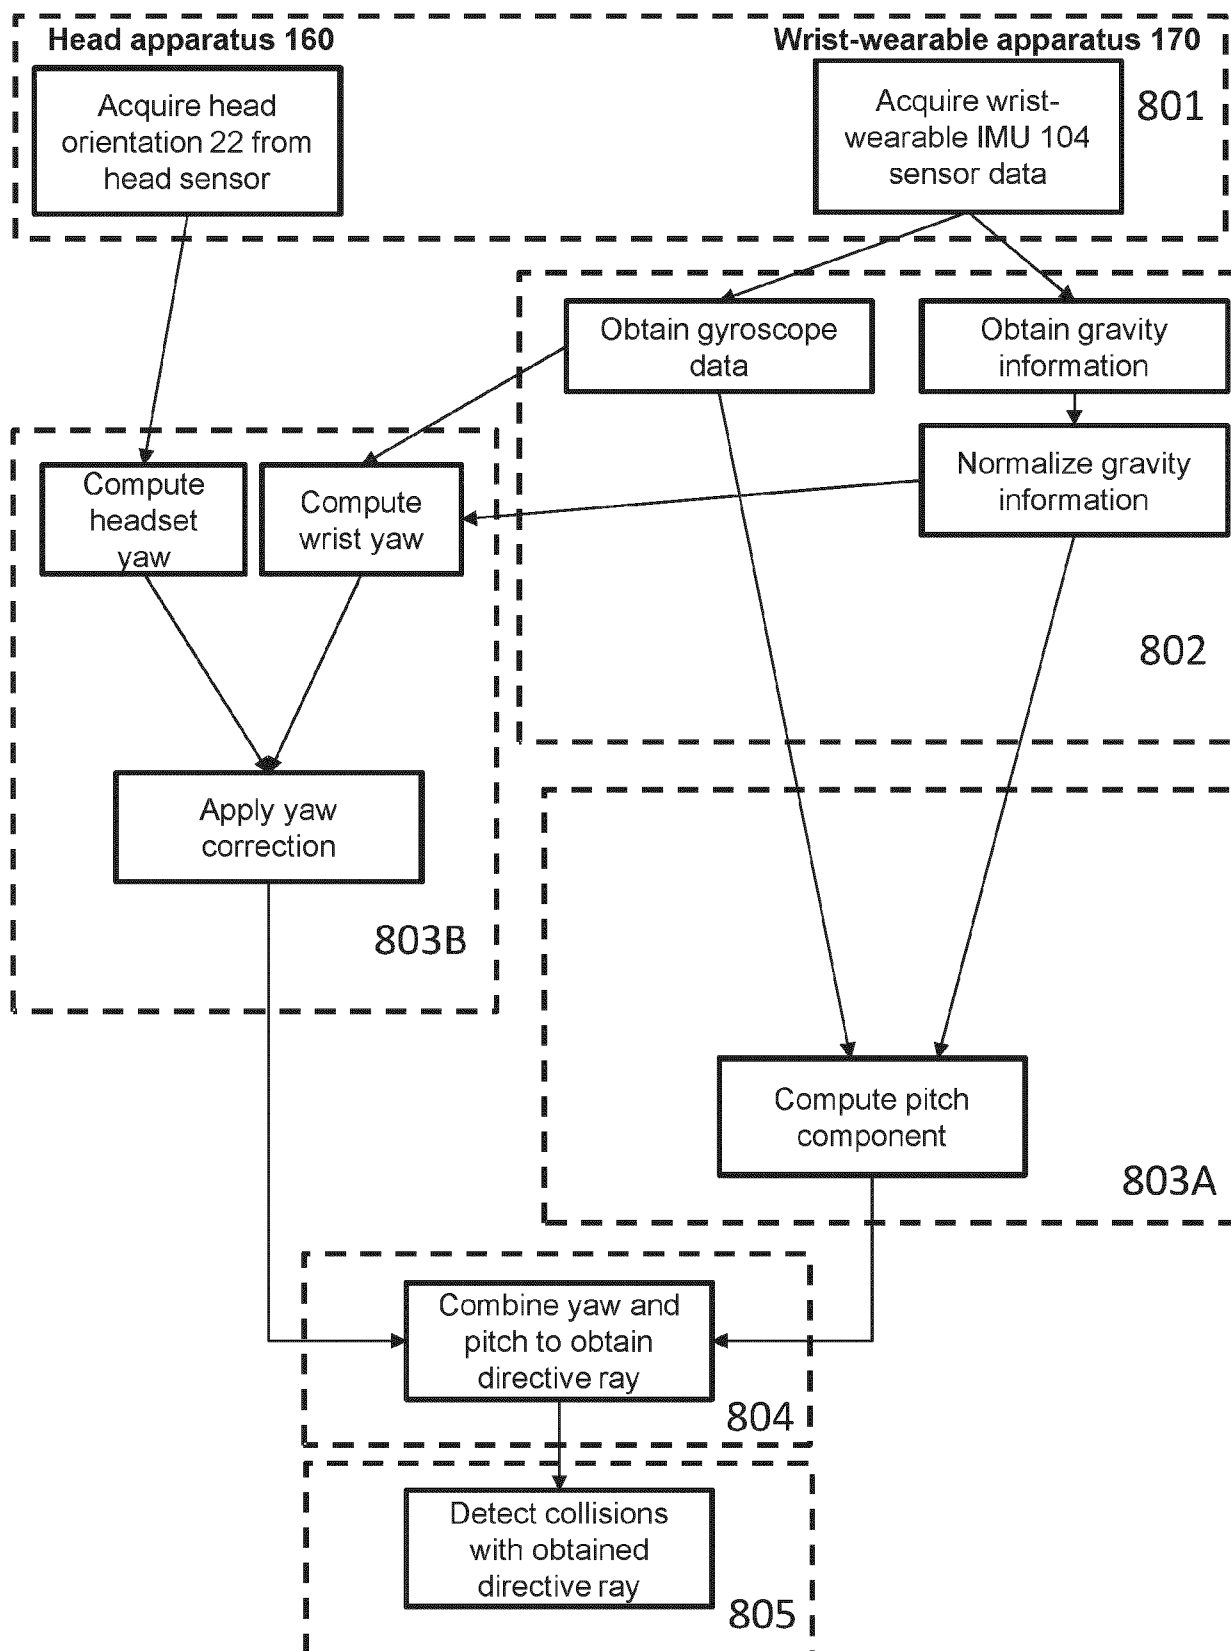 Head apparatus 160
Wrist-wearable apparatus 170
Acquire head
orientation 22 from
head sensor
Acquire wrist-
wearable IMU 104
sensor data
801
Obtain gyroscope
data
Obtain gravity
information
Normalize gravity
information
802
Compute
headset
yaw
Compute
wrist yaw
Apply yaw
correction
803B
Compute pitch
component
803A
Combine yaw and
pitch to obtain
directive ray
804
Detect collisions
with obtained
directive ray
805